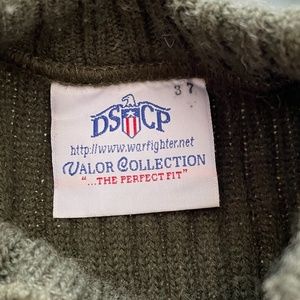 37
DSCP
http://www.warfighter.net
VALOR COLLECTION
"...THE PERFECT FIT"